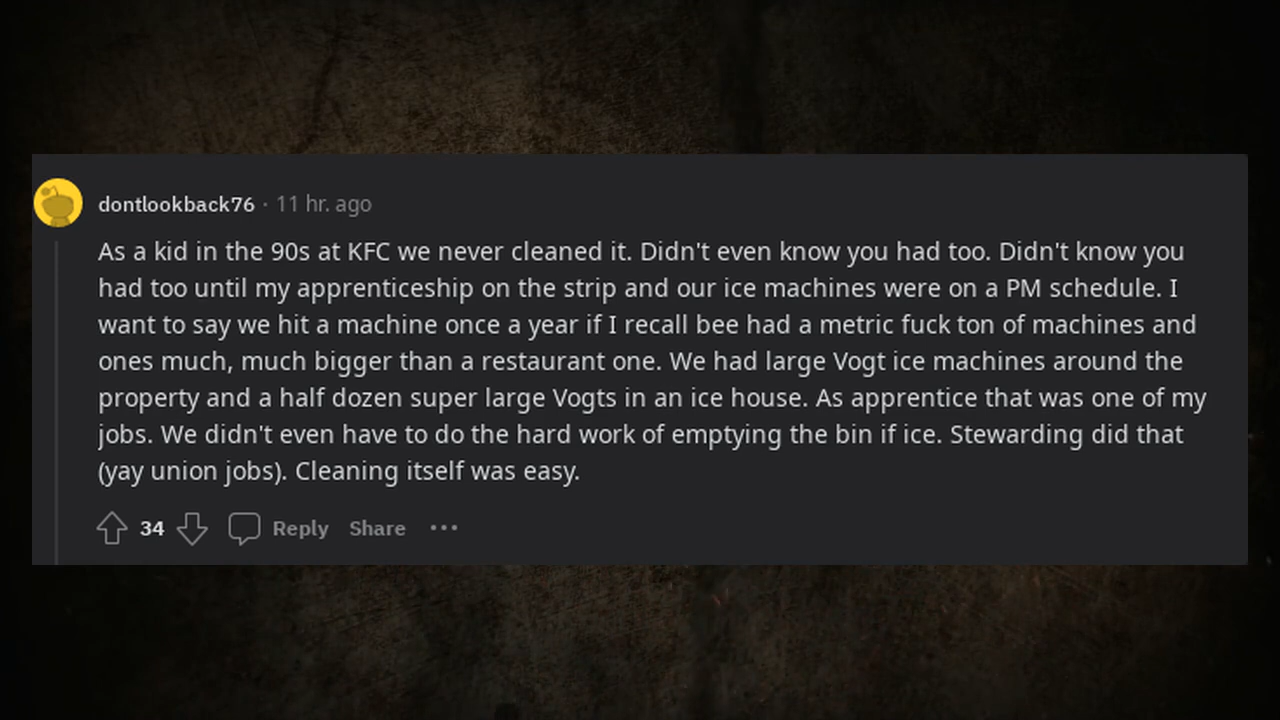 dontlookback76 · 11 hr. ago
As a kid in the 90s at KFC we never cleaned it. Didn't even know you had too. Didn't know you
had too until my apprenticeship on the strip and our ice machines were on a PM schedule. I
want to say we hit a machine once a year if I recall bee had a metric fuck ton of machines and
ones much, much bigger than a restaurant one. We had large Vogt ice machines around the
property and a half dozen super large Vogts in an ice house. As apprentice that was one of my
jobs. We didn't even have to do the hard work of emptying the bin if ice. Stewarding did that
(yay union jobs). Cleaning itself was easy.
34 Reply Share •••